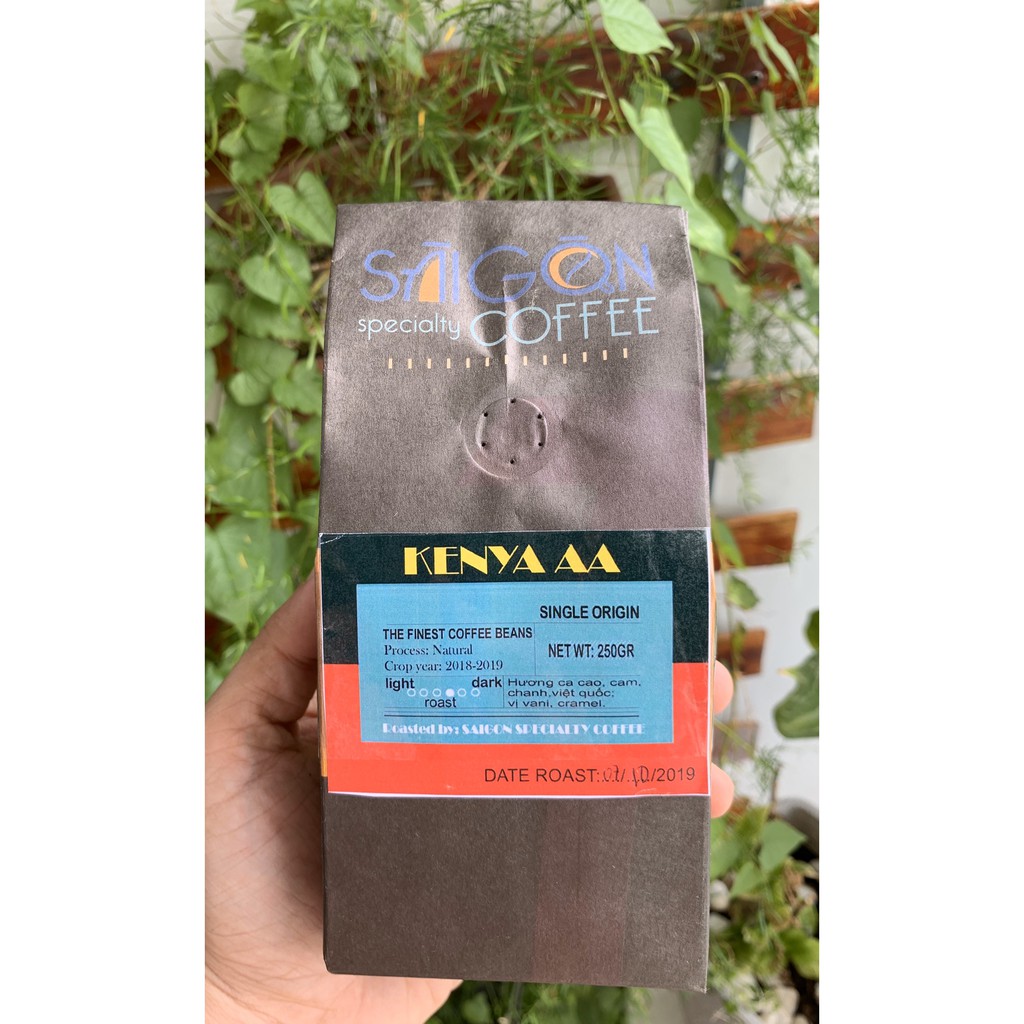 SAIGON
specialty COFFEE
KENYA AA
SINGLE ORIGIN
THE FINEST COFFEE BEANS
Process: Natural
Crop year: 2018-2019
NET WT: 250GR
light dark
roast
Hương ca cao, cam,
chanh,việt quốc;
vị vani, cramel.
Roasted by: SAIGON SPECIALTY COFFEE
DATE ROAST: /10/2019